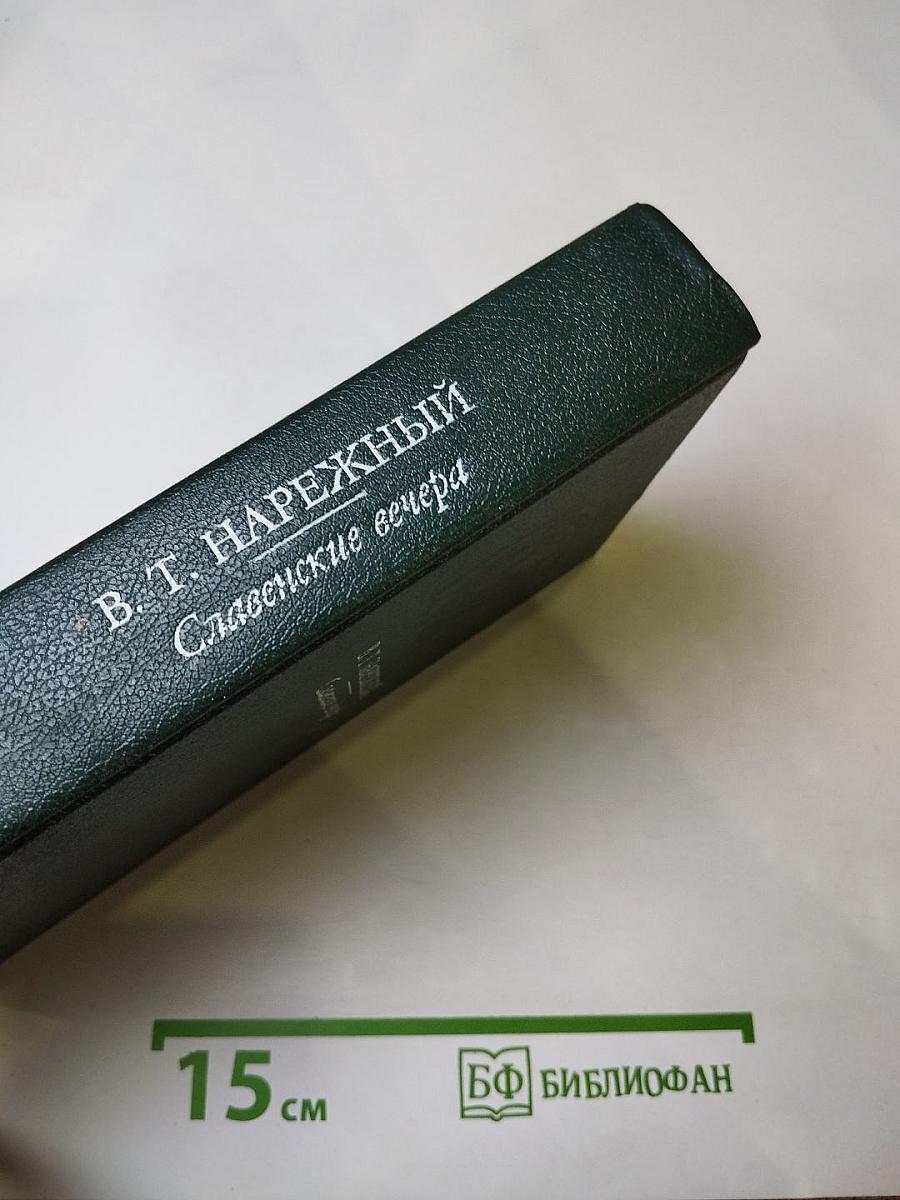 В. Т. НАРЕЖНЫЙ
Славенские вечера
15 см
БФ БИБЛИОФАН